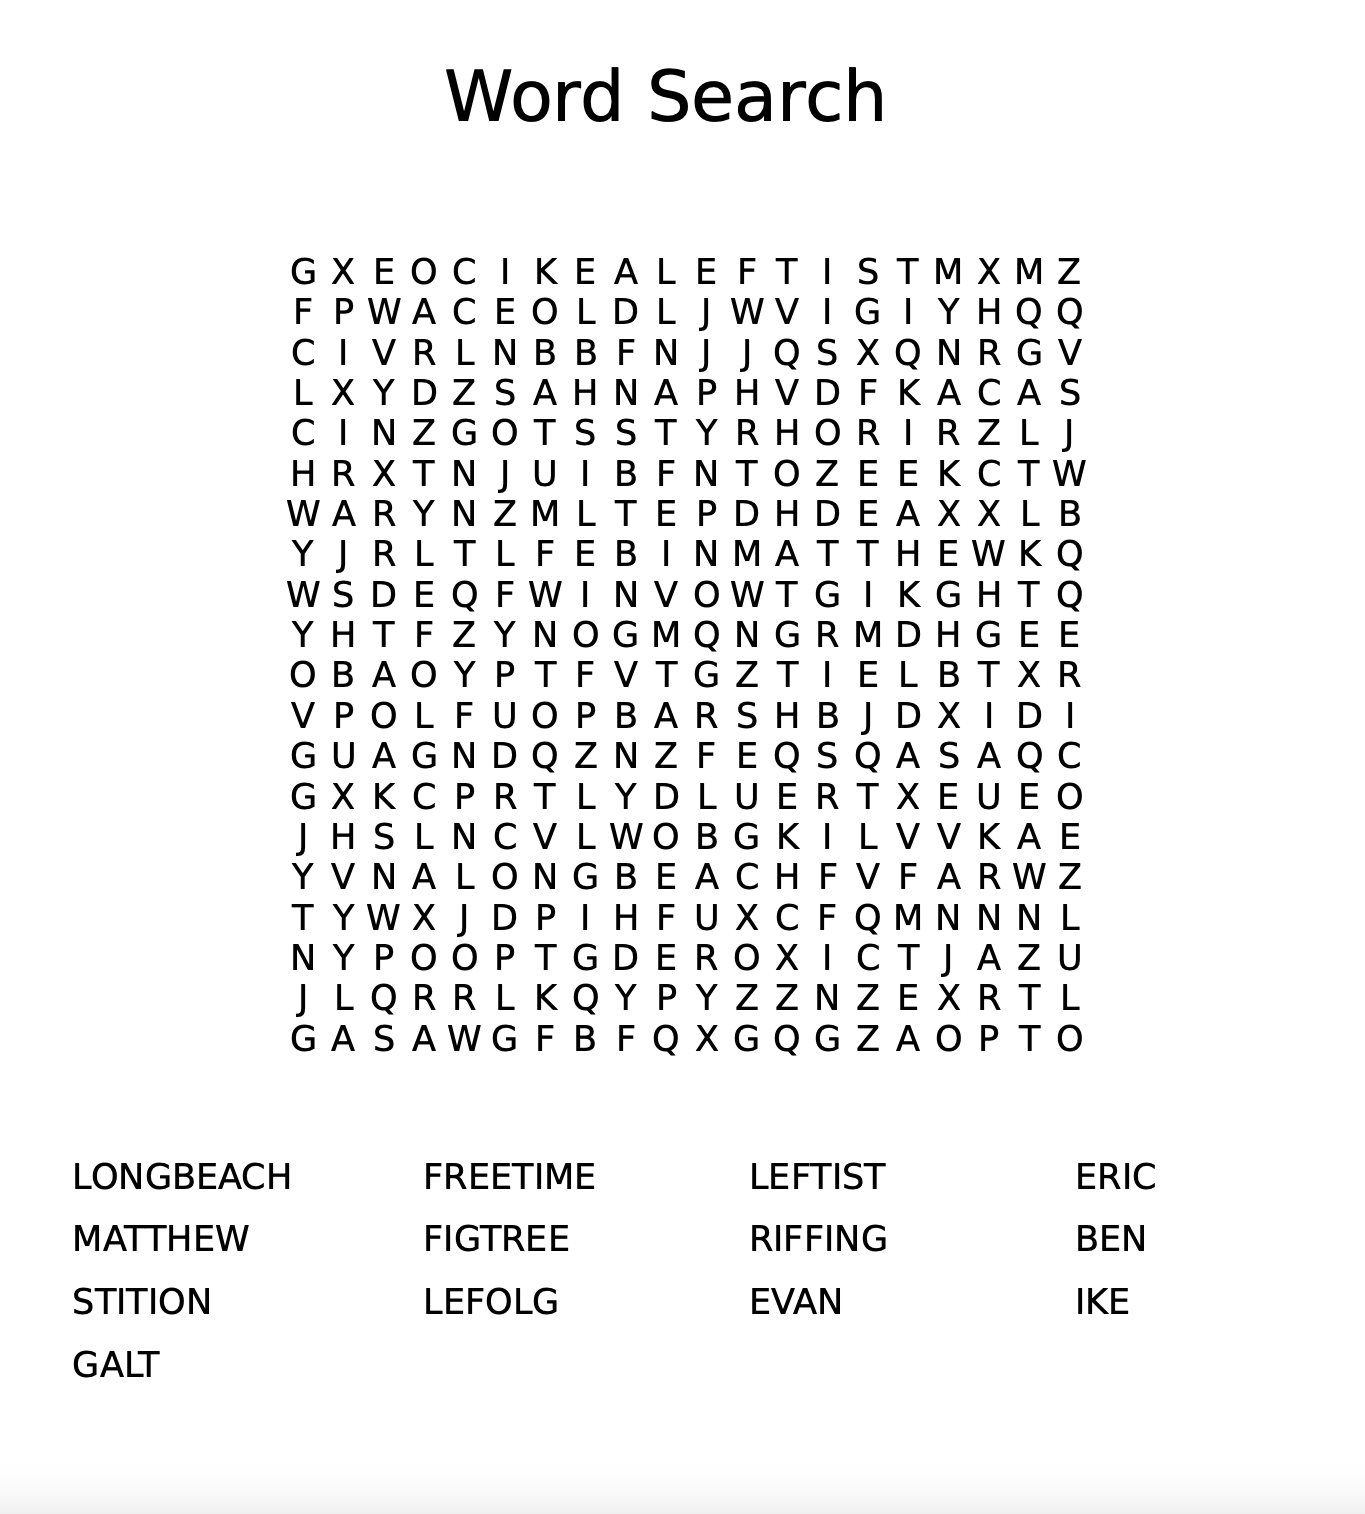 Word Search
G X E O C I K E A L E F T I S T M X M Z
F P W A C E O L D L J W V I G I Y H Q Q
C I V R L N B B F N J J Q S X Q N R G V
L X Y D Z S A H N A P H V D F K A C A S
C I N Z G O T S S T Y R H O R I R Z L J
H R X T N J U I B F N T O Z E E K C T W
W A R Y N Z M L T E P D H D E A X X L B
Y J R L T L F E B I N M A T T H E W K Q
W S D E Q F W I N V O W T G I K G H T Q
Y H T F Z Y N O G M Q N G R M D H G E E
O B A O Y P T F V T G Z T I E L B T X R
V P O L F U O P B A R S H B J D X I D I
G U A G N D Q Z N Z F E Q S Q A S A Q C
G X K C P R T L Y D L U E R T X E U E O
J H S L N C V L W O B G K I L V V K A E
Y V N A L O N G B E A C H F V F A R W Z
T Y W X J D P I H F U X C F Q M N N N L
N Y P O O P T G D E R O X I C T J A Z U
J L Q R R L K Q Y P Y Z Z N Z E X R T L
G A S A W G F B F Q X G Q G Z A O P T O
LONGBEACH FREETIME LEFTIST ERIC
MATTHEW FIGTREE RIFFING BEN
STITION LEFOLG EVAN IKE
GALT